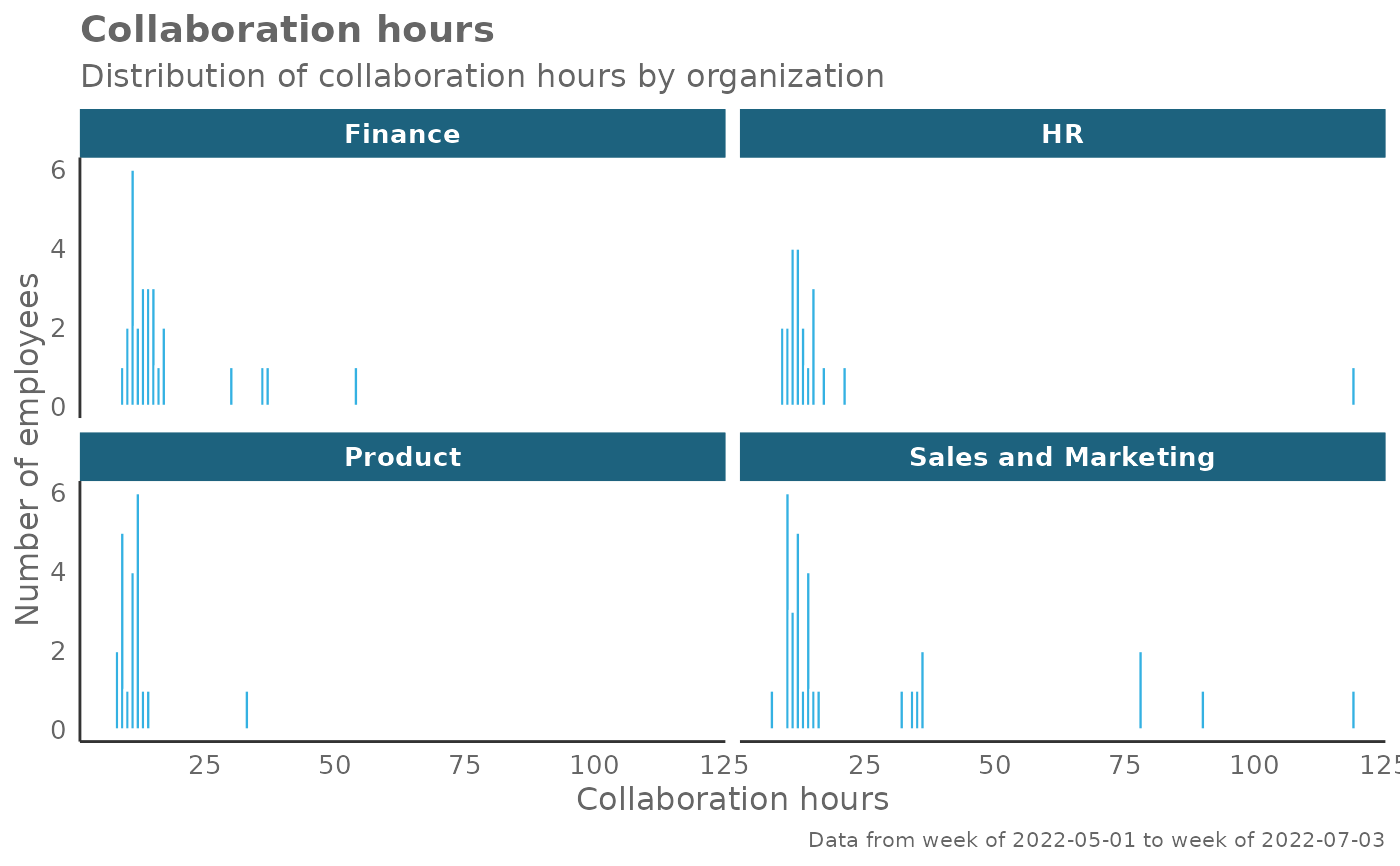 Collaboration hours
Distribution of collaboration hours by organization
Finance
HR
6
4
2
0
Product
Sales and Marketing
6
4
2
0
Number of employees
25 50 75 100 125 25 50 75 100 125
Collaboration hours
Data from week of 2022-05-01 to week of 2022-07-03